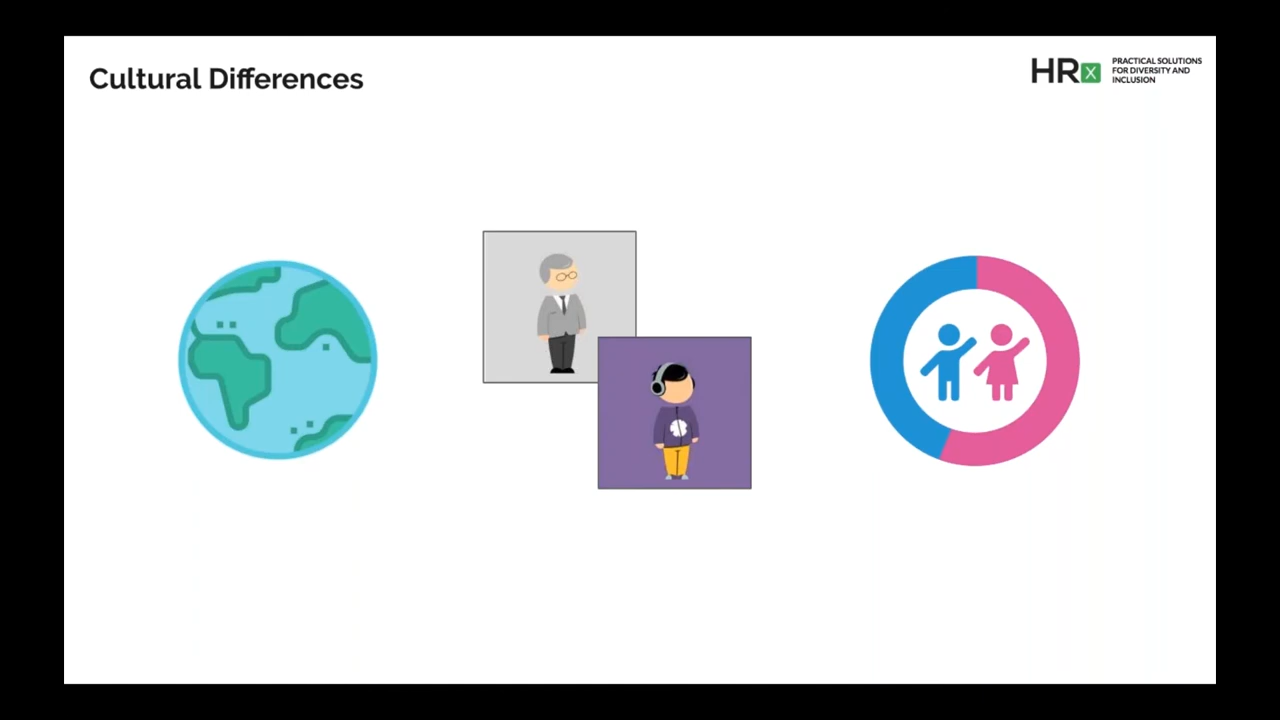 Cultural Differences
HRx
PRACTICAL SOLUTIONS
FOR DIVERSITY AND
INCLUSION